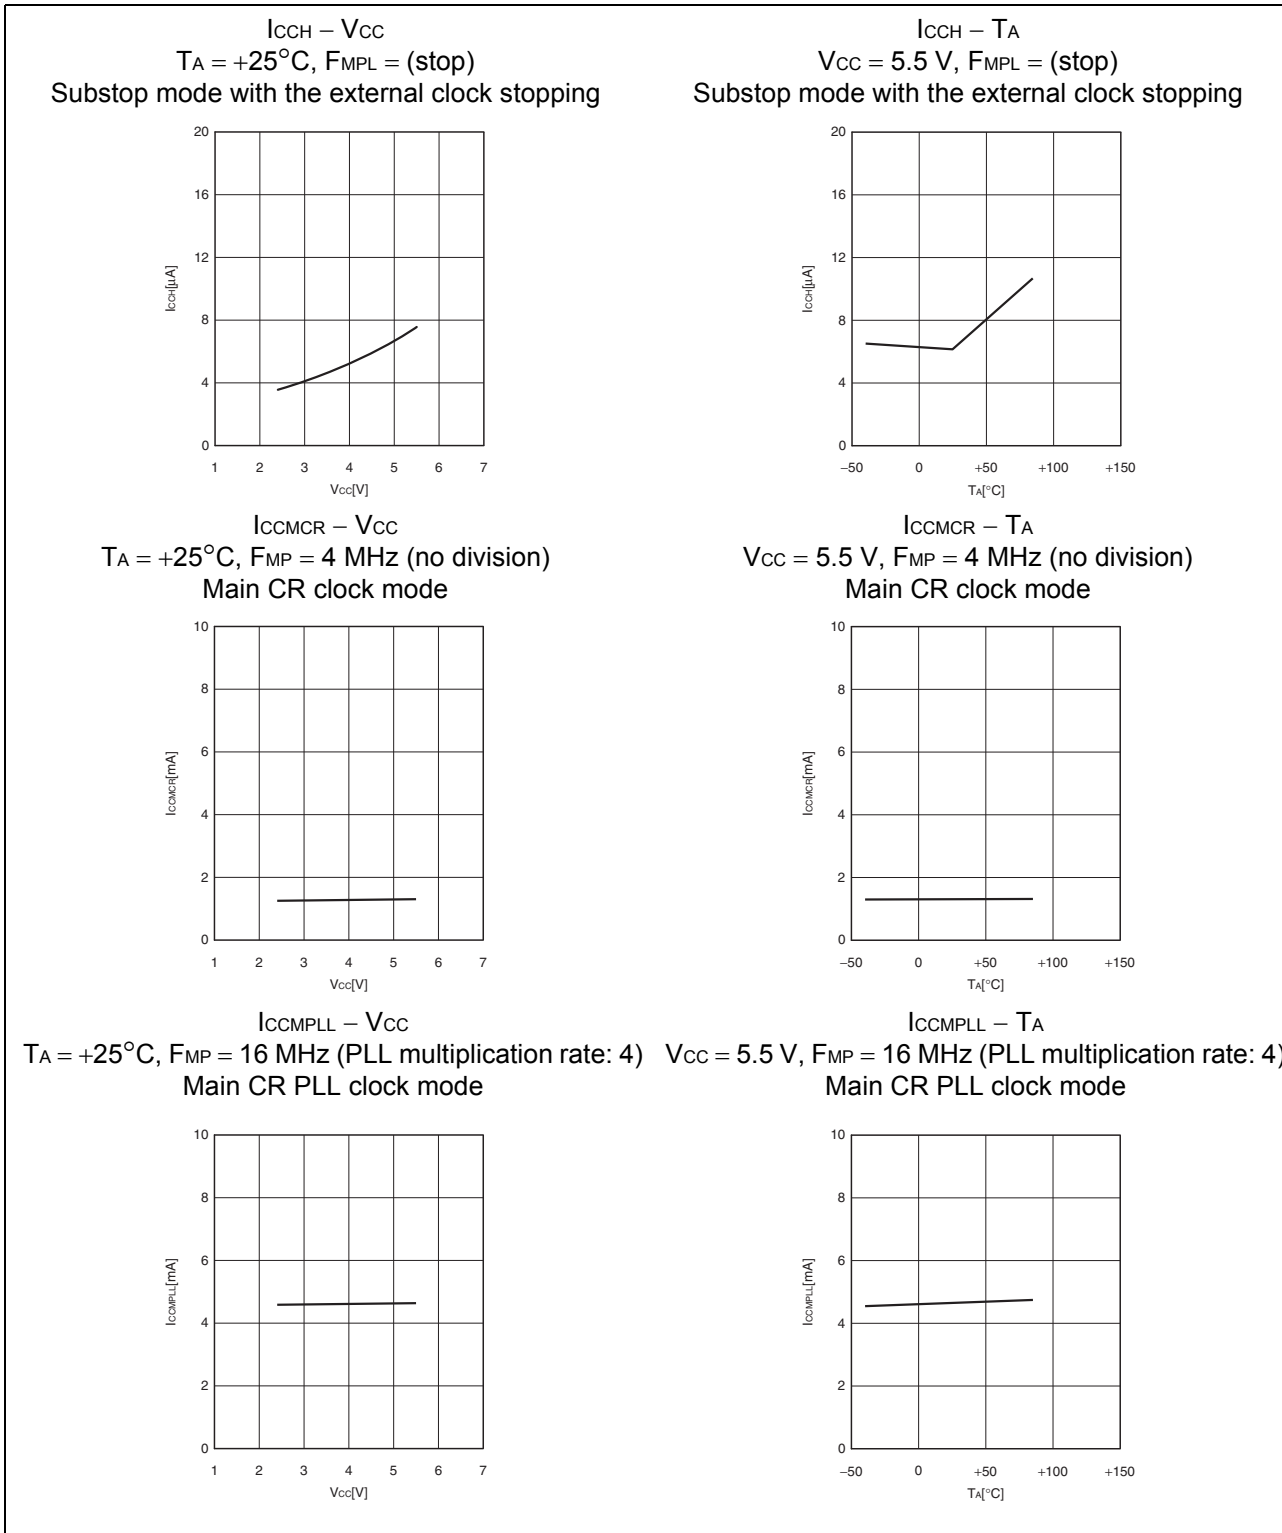 ICCH − VCC
TA = +25°C, FMPL = (stop)
Substop mode with the external clock stopping
20
16
12
8
4
0
ICCH[μA]
1 2 3 4 5 6 7
VCC[V]
ICCH − TA
VCC = 5.5 V, FMPL = (stop)
Substop mode with the external clock stopping
20
16
12
8
4
0
ICCH[μA]
−50 0 +50 +100 +150
TA[°C]
ICCMCR − VCC
TA = +25°C, FMP = 4 MHz (no division)
Main CR clock mode
10
8
6
4
2
0
ICCMCR[mA]
1 2 3 4 5 6 7
VCC[V]
ICCMCR − TA
VCC = 5.5 V, FMP = 4 MHz (no division)
Main CR clock mode
10
8
6
4
2
0
ICCMCR[mA]
−50 0 +50 +100 +150
TA[°C]
ICCMPLL − VCC
TA = +25°C, FMP = 16 MHz (PLL multiplication rate: 4)
Main CR PLL clock mode
10
8
6
4
2
0
ICCMPLL[mA]
1 2 3 4 5 6 7
VCC[V]
ICCMPLL − TA
VCC = 5.5 V, FMP = 16 MHz (PLL multiplication rate: 4)
Main CR PLL clock mode
10
8
6
4
2
0
ICCMPLL[mA]
−50 0 +50 +100 +150
TA[°C]